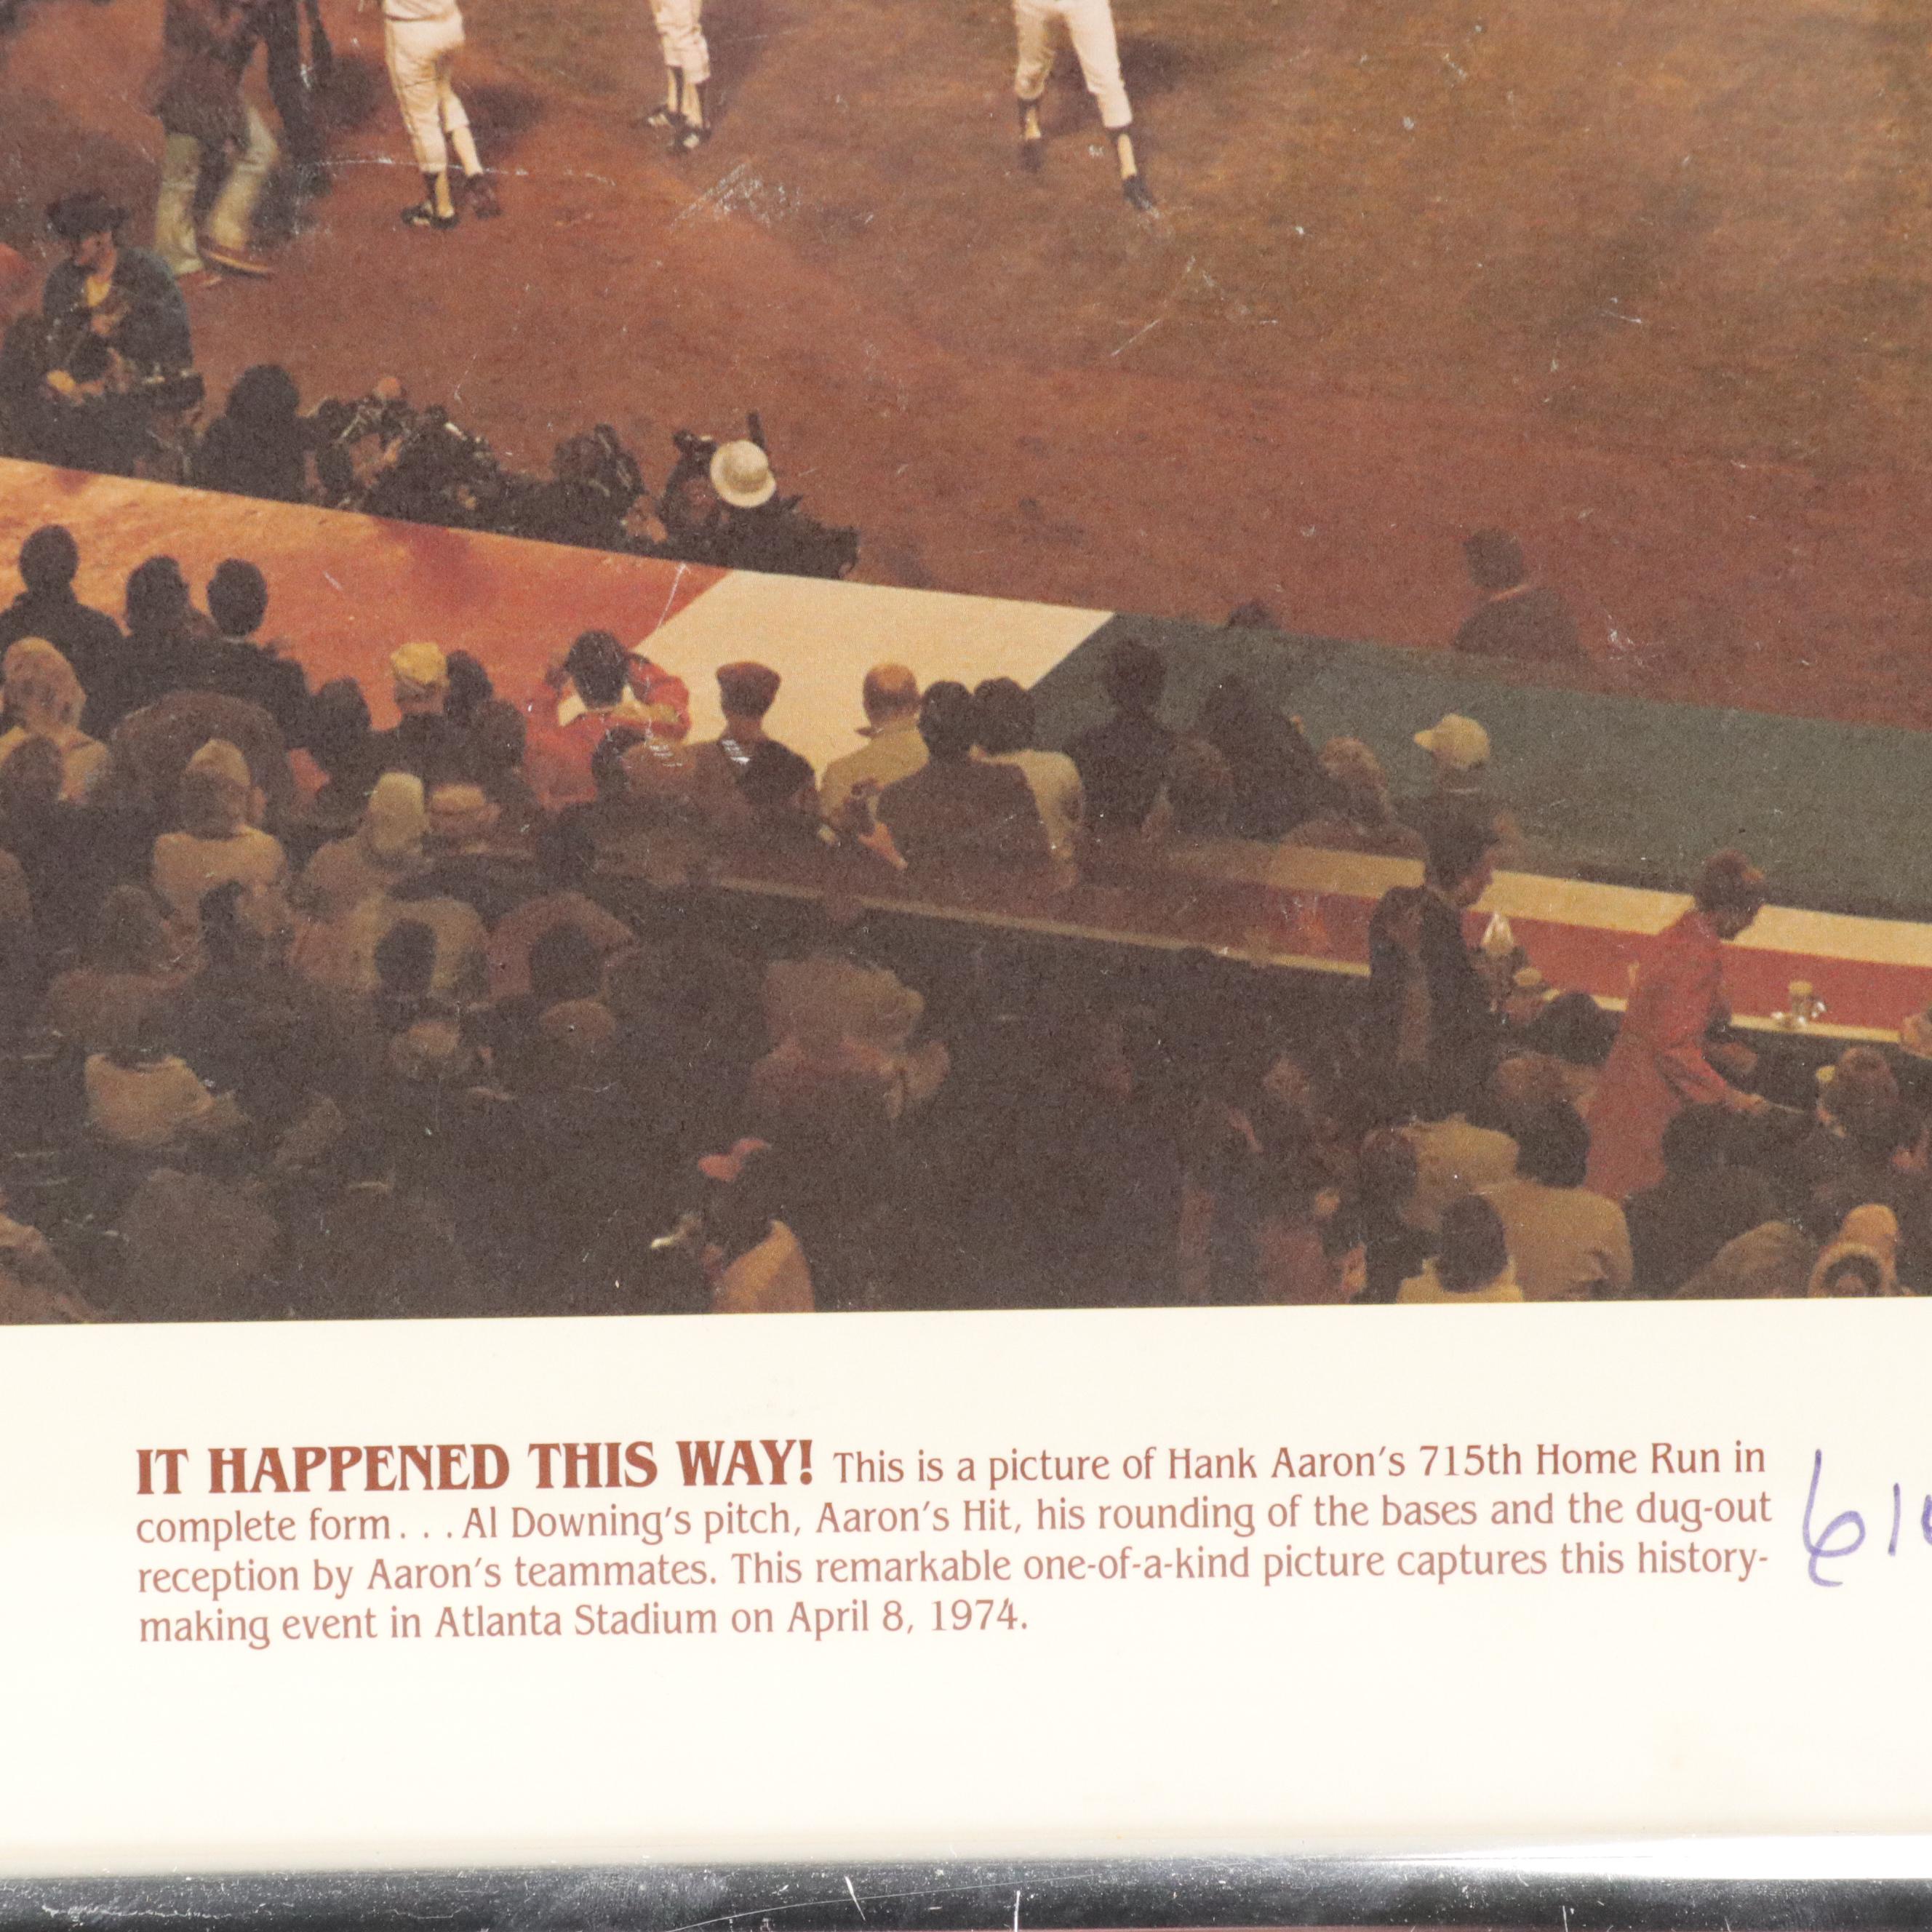 IT HAPPENED THIS WAY! This is a picture of Hank Aaron's 715th Home Run in
complete form . . . Al Downing's pitch, Aaron's Hit, his rounding of the bases and the dug-out
reception by Aaron's teammates. This remarkable one-of-a-kind picture captures this history-
making event in Atlanta Stadium on April 8, 1974.